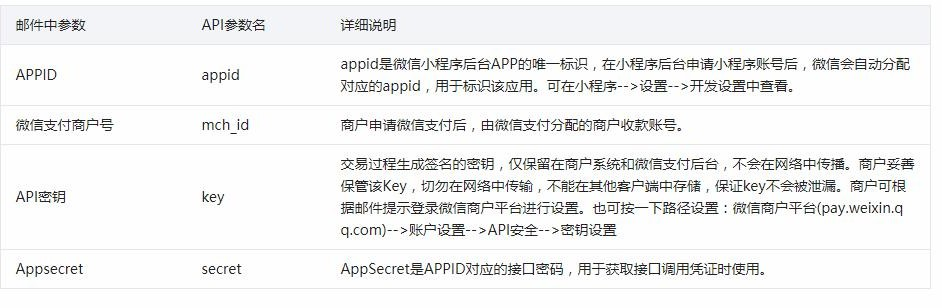 邮件中参数 API参数名 详细说明
appid是微信小程序后台APP的唯一标识，在小程序后台申请小程序账号后，微信会自动分配
APPID appid
对应的appid，用于标识该应用。可在小程序-->设置-->开发设置中查看。
微信支付商户号 mch_id 商户申请微信支付后，由微信支付分配的商户收款账号。
交易过程生成签名的密钥，仅保留在商户系统和微信支付后台，不会在网络中传播。商户妥善
保管该Key，切勿在网络中传输，不能在其他客户端中存储，保证key不会被泄漏。商户可根
API密钥 key
据邮件提示登录微信商户平台进行设置。也可按一下路径设置：微信商户平台(pay.weixin.q
q.com)-->账户设置-->API安全-->密钥设置
Appsecret secret AppSecret是APPID对应的接口密码，用于获取接口调用凭证时使用。